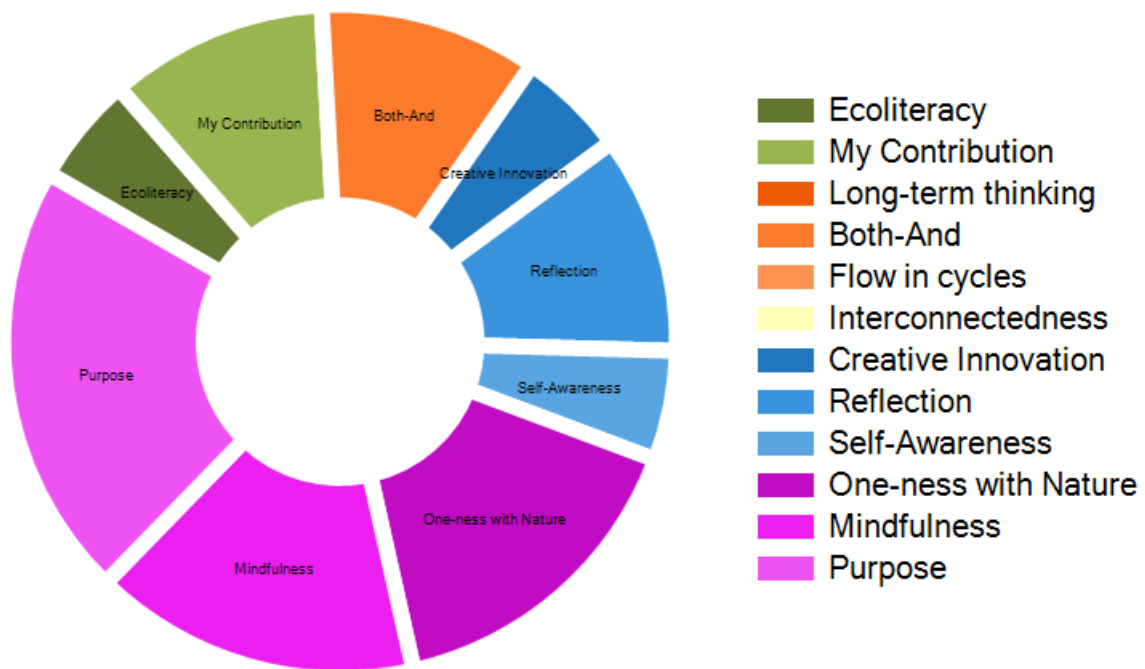 My Contribution
Both-And
Creative Innovation
Ecoliteracy
Reflection
Purpose
Self-Awareness
One-ness with Nature
Mindfulness
Ecoliteracy
My Contribution
Long-term thinking
Both-And
Flow in cycles
Interconnectedness
Creative Innovation
Reflection
Self-Awareness
One-ness with Nature
Mindfulness
Purpose